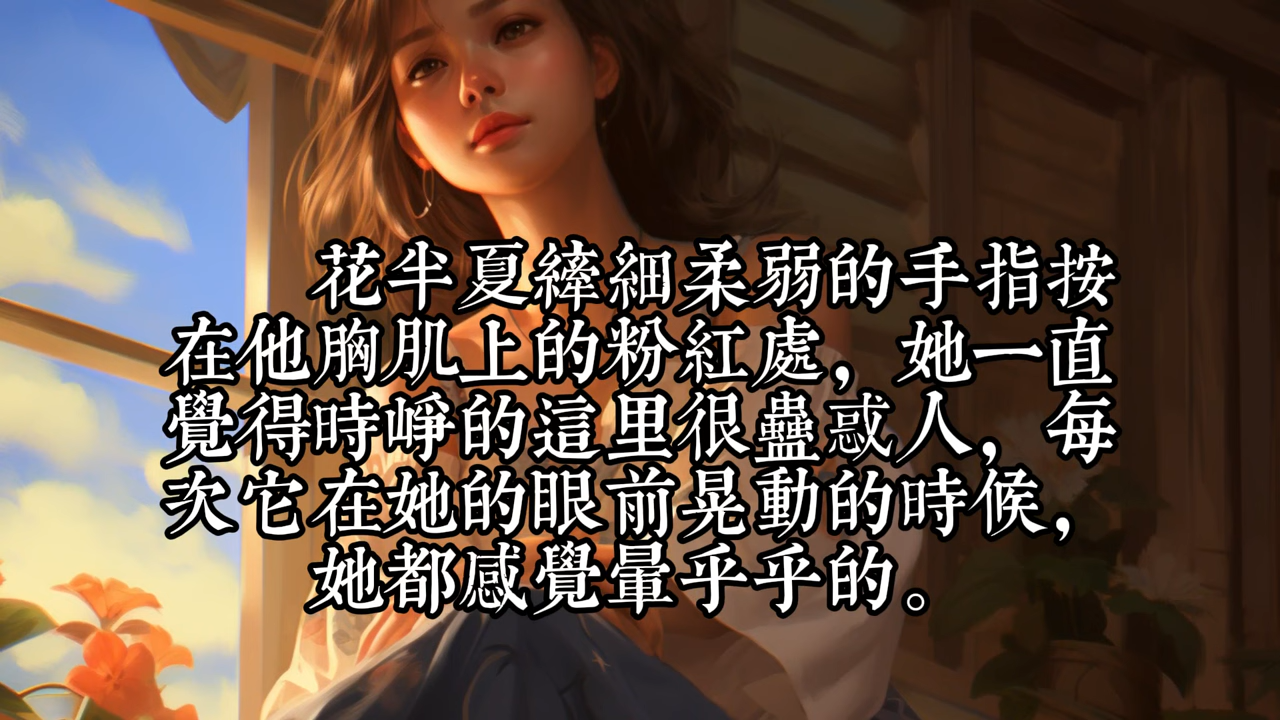 花半夏縴細柔弱的手指按
在他胸肌上的粉紅處，她一直
覺得時崢的這里很蠱惑人，每
次它在她的眼前晃動的時候，
她都感覺暈乎乎的。